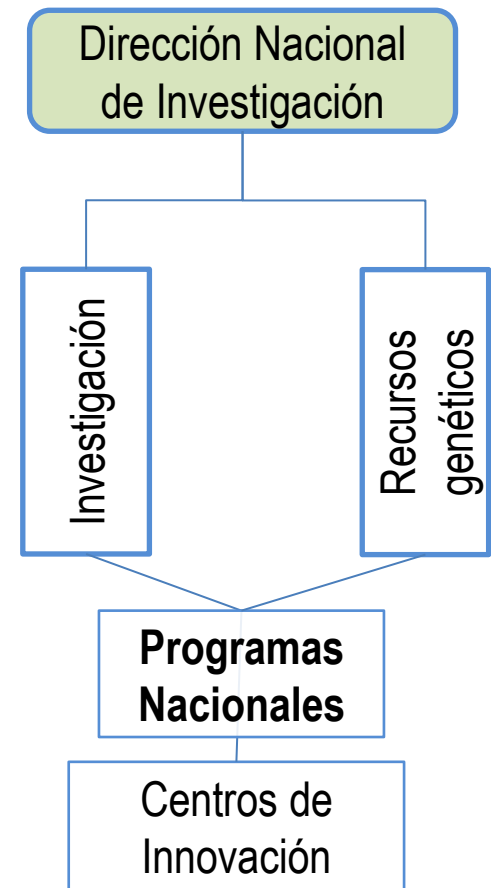 Dirección Nacional
de Investigación
Investigación
Recursos
genéticos
Programas
Nacionales
Centros de
Innovación